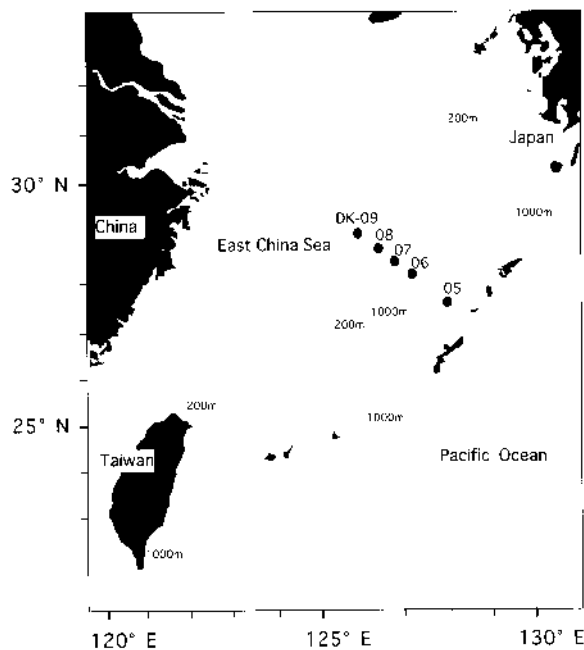 200m
Japan
30° N
1000m
DK-09
China
08
East China Sea
07
06
05
1000m
200m
200m
1000m
25° N
Taiwan
Pacific Ocean
1000m
120° E
125° E
130° E